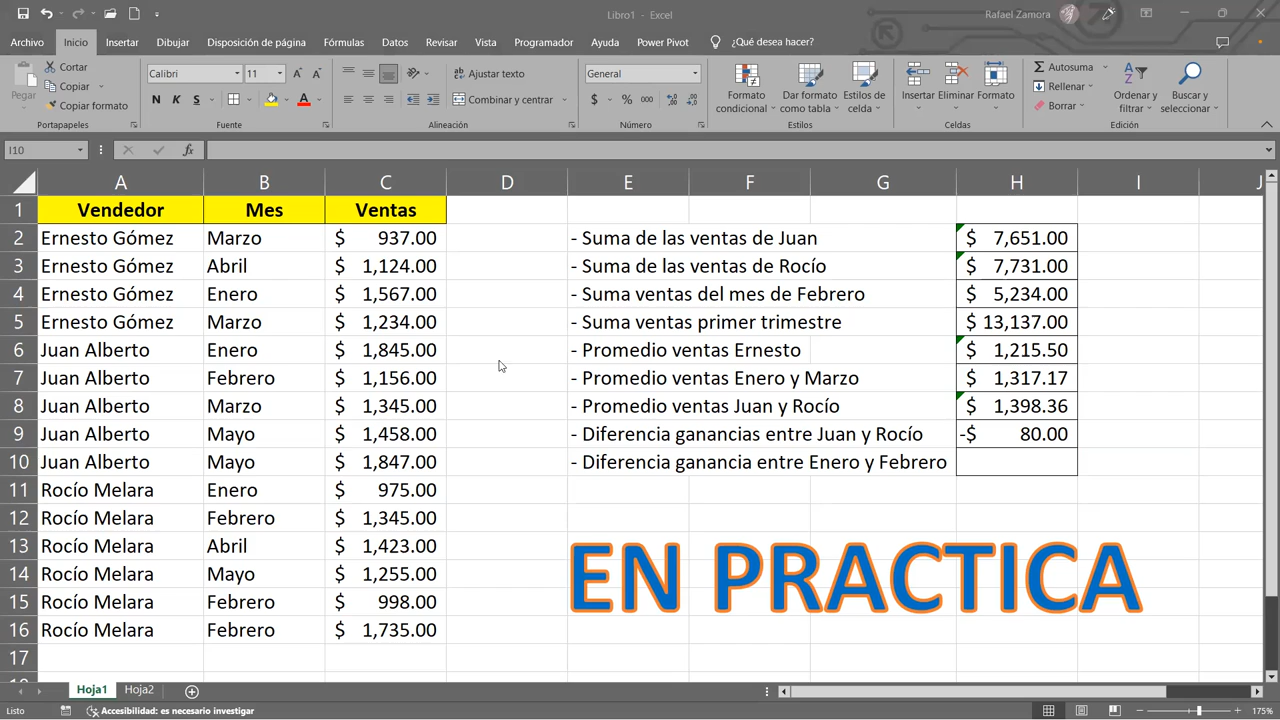 Libro1 - Excel
Rafael Zamora
Archivo Inicio Insertar Dibujar Disposición de página Fórmulas Datos Revisar Vista Programador Ayuda Power Pivot ¿Qué desea hacer?
Pegar
Cortar
Copiar
Copiar formato
Portapapeles
Calibri 11
N K S
Fuente
Ajustar texto
Combinar y centrar
Alineación
General
$ % 000
Número
Formato condicional
Dar formato como tabla
Estilos de celda
Estilos
Insertar Eliminar Formato
Celdas
Autosuma
Rellenar
Borrar
Ordenar y filtrar
Buscar y seleccionar
Edición
I10
fx
A B C D E F G H I J
1 Vendedor Mes Ventas
2 Ernesto Gómez Marzo $ 937.00 - Suma de las ventas de Juan $ 7,651.00
3 Ernesto Gómez Abril $ 1,124.00 - Suma de las ventas de Rocío $ 7,731.00
4 Ernesto Gómez Enero $ 1,567.00 - Suma ventas del mes de Febrero $ 5,234.00
5 Ernesto Gómez Marzo $ 1,234.00 - Suma ventas primer trimestre $ 13,137.00
6 Juan Alberto Enero $ 1,845.00 - Promedio ventas Ernesto $ 1,215.50
7 Juan Alberto Febrero $ 1,156.00 - Promedio ventas Enero y Marzo $ 1,317.17
8 Juan Alberto Marzo $ 1,345.00 - Promedio ventas Juan y Rocío $ 1,398.36
9 Juan Alberto Mayo $ 1,458.00 - Diferencia ganancias entre Juan y Rocío -$ 80.00
10 Juan Alberto Mayo $ 1,847.00 - Diferencia ganancia entre Enero y Febrero
11 Rocío Melara Enero $ 975.00
12 Rocío Melara Febrero $ 1,345.00
13 Rocío Melara Abril $ 1,423.00
14 Rocío Melara Mayo $ 1,255.00
EN PRACTICA
15 Rocío Melara Febrero $ 998.00
16 Rocío Melara Febrero $ 1,735.00
17
Hoja1 Hoja2
Listo Accesibilidad: es necesario investigar 175%